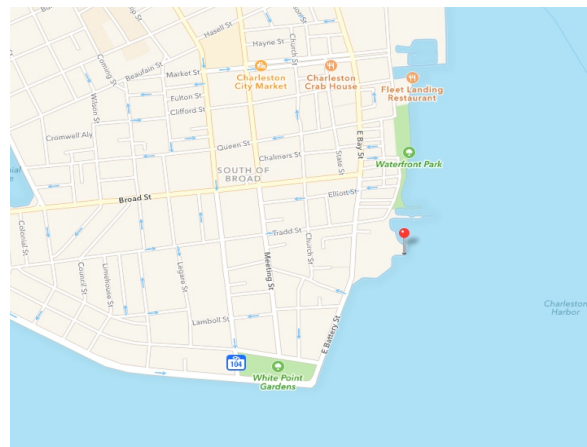 Hasell St
Hayne St
Church St
Coming St
Beaufain St
Market St
Charleston
City Market
Charleston
Crab House
Fleet Landing
Restaurant
Wilson St
Fulton St
Clifford St
Cromwell Aly
Queen St
E Bay St
State St
Chalmers St
Waterfront Park
SOUTH OF
BROAD
Broad St
Elliott St
Colonial St
Tradd St
Church St
Legare St
Meeting St
Limehouse St
Council St
Charleston
Harbor
Lamboll St
E Battery St
104
White Point
Gardens